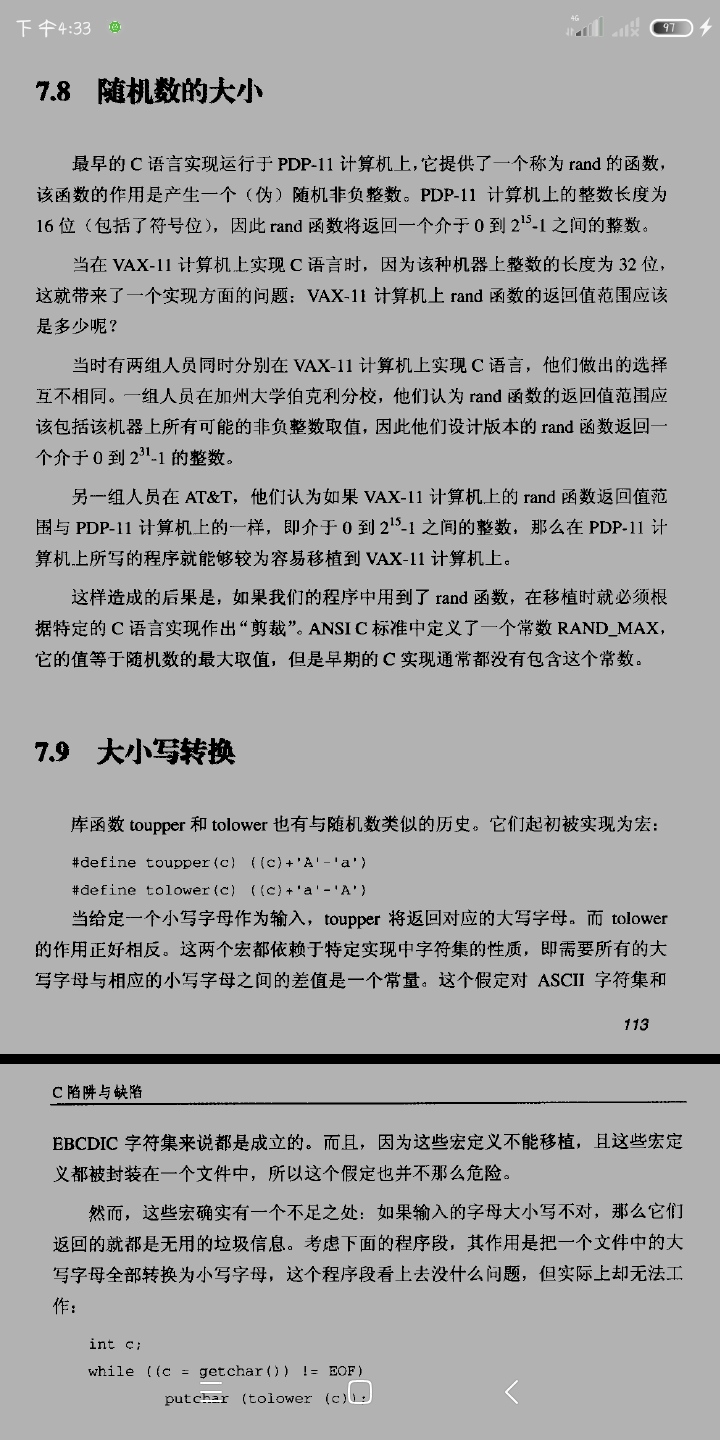 下午4:33
4G
97
7.8 随机数的大小
最早的 C 语言实现运行于 PDP-11 计算机上，它提供了一个称为 rand 的函数，
该函数的作用是产生一个（伪）随机非负整数。PDP-11 计算机上的整数长度为
16 位（包括了符号位），因此 rand 函数将返回一个介于 0 到 2¹⁵-1 之间的整数。
当在 VAX-11 计算机上实现 C 语言时，因为该种机器上整数的长度为 32 位，
这就带来了一个实现方面的问题：VAX-11 计算机上 rand 函数的返回值范围应该
是多少呢？
当时有两组人员同时分别在 VAX-11 计算机上实现 C 语言，他们做出的选择
互不相同。一组人员在加州大学伯克利分校，他们认为 rand 函数的返回值范围应
该包括该机器上所有可能的非负整数取值，因此他们设计版本的 rand 函数返回一
个介于 0 到 2³¹-1 的整数。
另一组人员在 AT&T，他们认为如果 VAX-11 计算机上的 rand 函数返回值范
围与 PDP-11 计算机上的一样，即介于 0 到 2¹⁵-1 之间的整数，那么在 PDP-11 计
算机上所写的程序就能够较为容易移植到 VAX-11 计算机上。
这样造成的后果是，如果我们的程序中用到了 rand 函数，在移植时就必须根
据特定的 C 语言实现作出“剪裁”。ANSI C 标准中定义了一个常数 RAND_MAX，
它的值等于随机数的最大取值，但是早期的 C 实现通常都没有包含这个常数。
7.9 大小写转换
库函数 toupper 和 tolower 也有与随机数类似的历史。它们起初被实现为宏：
#define toupper(c) ((c)+'A'-'a')
#define tolower(c) ((c)+'a'-'A')
当给定一个小写字母作为输入，toupper 将返回对应的大写字母。而 tolower
的作用正好相反。这两个宏都依赖于特定实现中字符集的性质，即需要所有的大
写字母与相应的小写字母之间的差值是一个常量。这个假定对 ASCII 字符集和
113
C 陷阱与缺陷
EBCDIC 字符集来说都是成立的。而且，因为这些宏定义不能移植，且这些宏定
义都被封装在一个文件中，所以这个假定也并不那么危险。
然而，这些宏确实有一个不足之处：如果输入的字母大小写不对，那么它们
返回的就都是无用的垃圾信息。考虑下面的程序段，其作用是把一个文件中的大
写字母全部转换为小写字母，这个程序段看上去没什么问题，但实际上却无法工
作：
int c;
while ((c = getchar()) != EOF)
putchar (tolower (c));